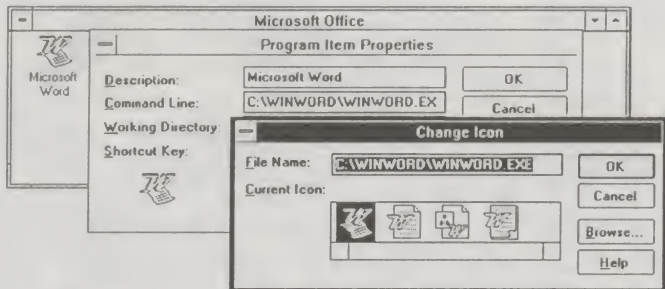 Microsoft Office
Program Item Properties
Microsoft
Word
Description:
Microsoft Word
OK
Command Line:
C:\WINWORD\WINWORD.EX
Cancel
Working Directory:
Shortcut Key:
Change Icon
File Name:
C:\WINWORD\WINWORD.EXE
OK
Current Icon:
Cancel
Browse...
Help